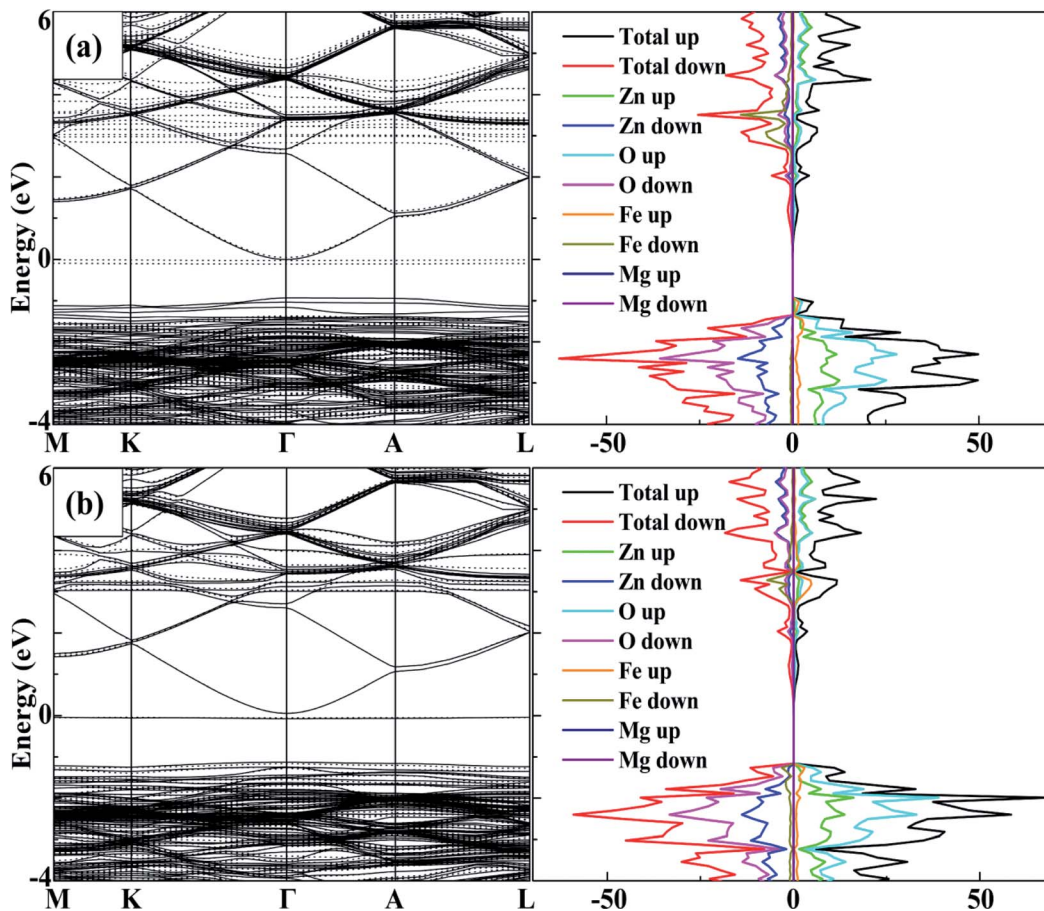 (a)
6
0
-4
Energy (eV)
M K Γ A L
Total up
Total down
Zn up
Zn down
O up
O down
Fe up
Fe down
Mg up
Mg down
-50 0 50
(b)
6
0
-4
Energy (eV)
M K Γ A L
Total up
Total down
Zn up
Zn down
O up
O down
Fe up
Fe down
Mg up
Mg down
-50 0 50